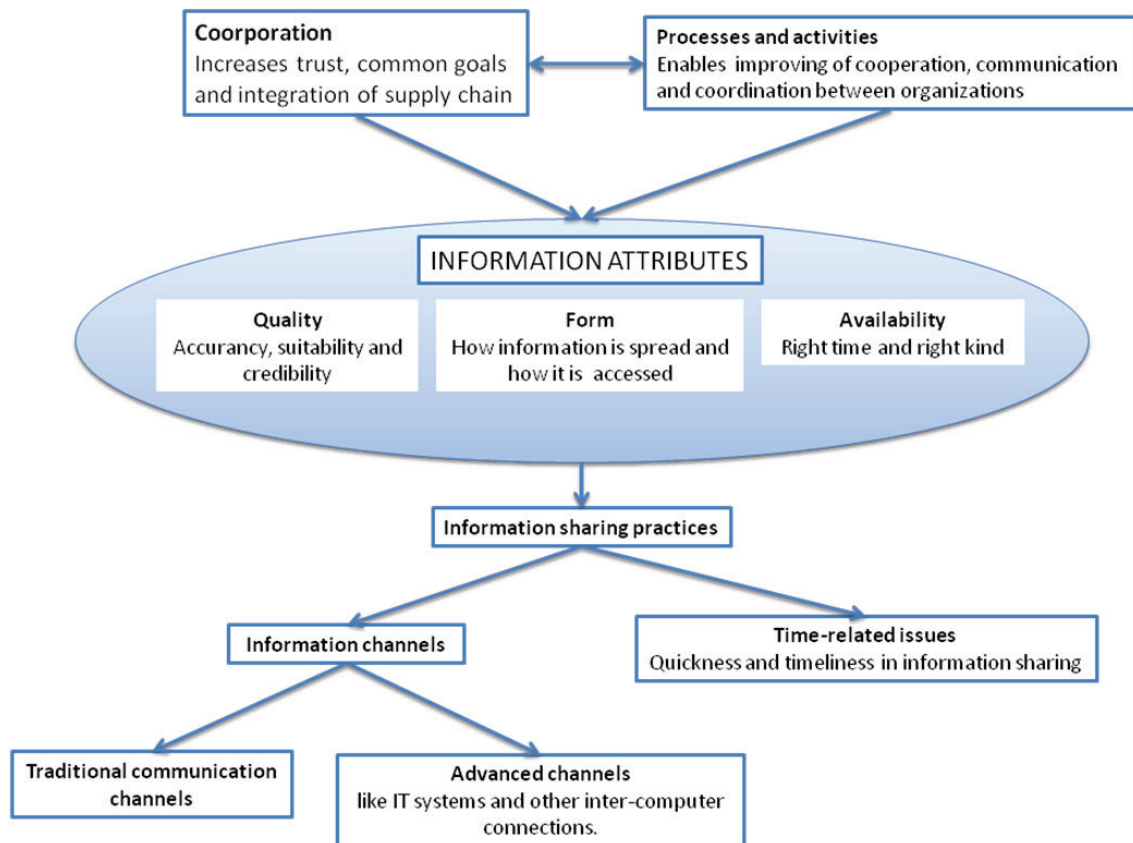 Coorporation
Increases trust, common goals
and integration of supply chain
Processes and activities
Enables improving of cooperation, communication
and coordination between organizations
INFORMATION ATTRIBUTES
Quality
Accurancy, suitability and
credibility
Form
How information is spread and
how it is accessed
Availability
Right time and right kind
Information sharing practices
Information channels
Time-related issues
Quickness and timeliness in information sharing
Traditional communication
channels
Advanced channels
like IT systems and other inter-computer
connections.